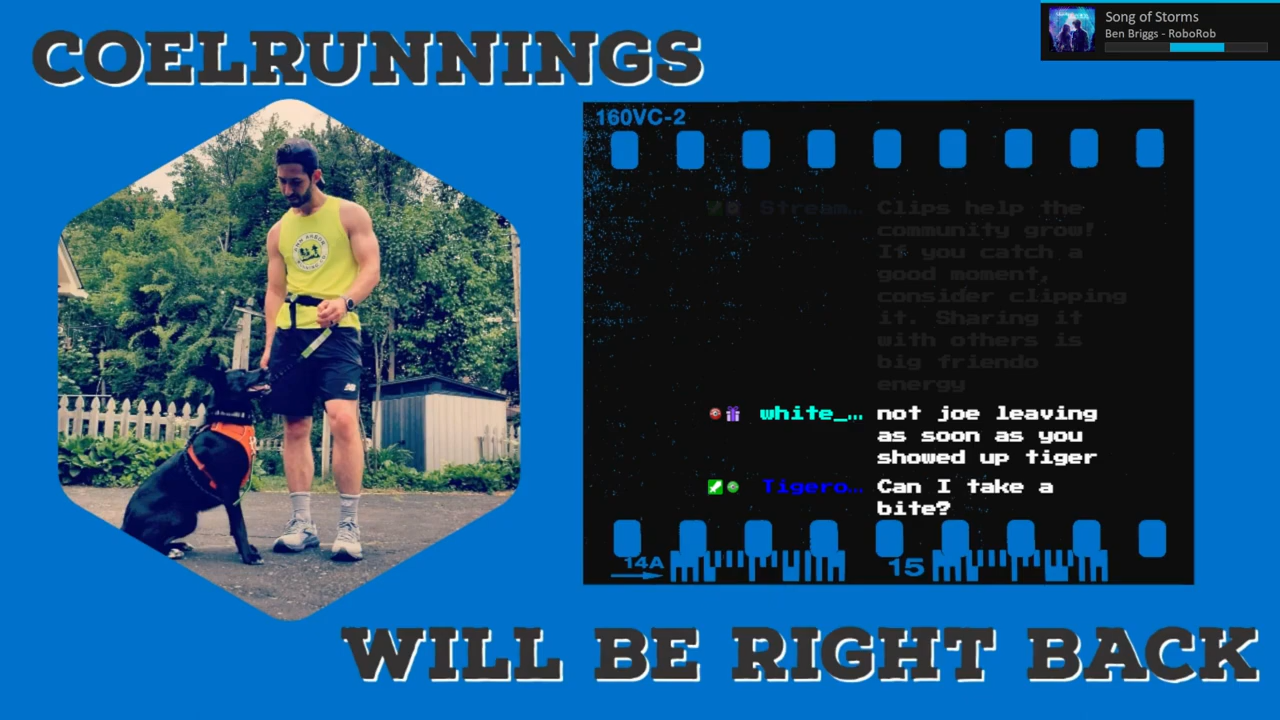 COELRUNNINGS
Song of Storms
Ben Briggs - RoboRob
160VC-2
Stream... Clips help the
community grow!
If you catch a
good moment,
consider clipping
it. Sharing it
with others is
big friendo
energy
white_... not joe leaving
as soon as you
showed up tiger
Tigero... Can I take a
bite?
14A
15
WILL BE RIGHT BACK